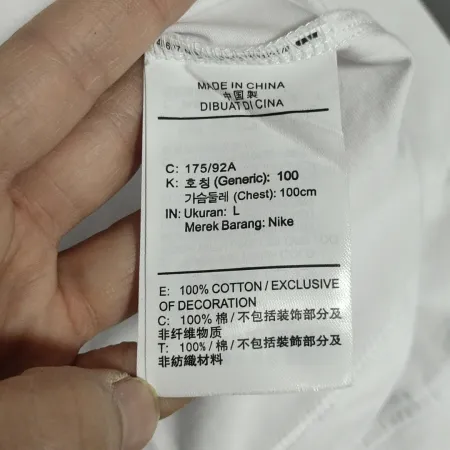 MADE IN CHINA
中国製
DIBUAT DI CINA
C: 175/92A
K: 호칭 (Generic): 100
가슴둘레 (Chest): 100cm
IN: Ukuran: L
Merek Barang: Nike
E: 100% COTTON / EXCLUSIVE
OF DECORATION
C: 100% 棉 / 不包括装饰部分及
非纤维物质
T: 100% / 棉 / 不包括裝飾部分及
非紡織材料